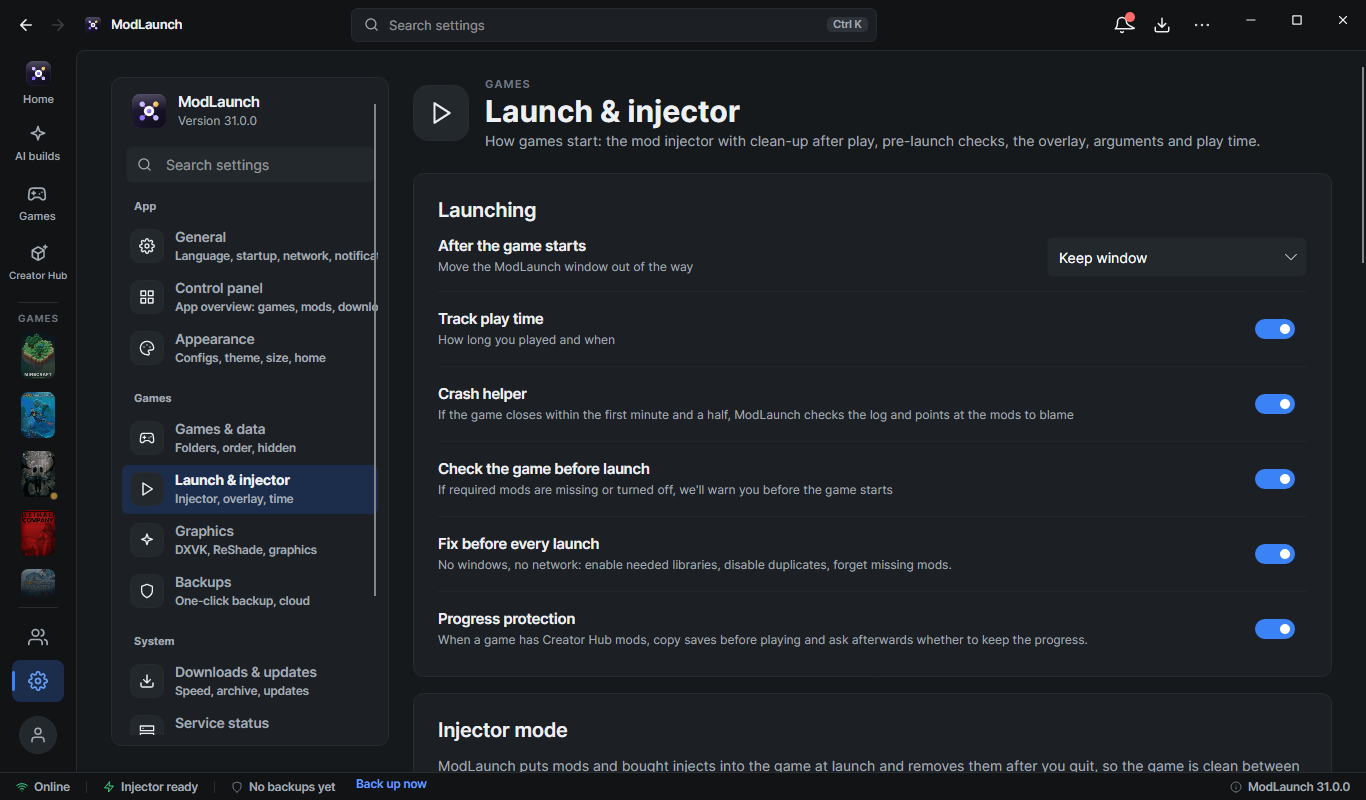 ModLaunch
Search settings
Ctrl K
Home
AI builds
Games
Creator Hub
GAMES
MINECRAFT
LETHAL
COMPANY
ModLaunch
Version 31.0.0
Search settings
App
General
Language, startup, network, notificat
Control panel
App overview: games, mods, downlo
Appearance
Configs, theme, size, home
Games
Games & data
Folders, order, hidden
Launch & injector
Injector, overlay, time
Graphics
DXVK, ReShade, graphics
Backups
One-click backup, cloud
System
Downloads & updates
Speed, archive, updates
Service status
GAMES
Launch & injector
How games start: the mod injector with clean-up after play, pre-launch checks, the overlay, arguments and play time.
Launching
After the game starts
Move the ModLaunch window out of the way
Keep window
Track play time
How long you played and when
Crash helper
If the game closes within the first minute and a half, ModLaunch checks the log and points at the mods to blame
Check the game before launch
If required mods are missing or turned off, we'll warn you before the game starts
Fix before every launch
No windows, no network: enable needed libraries, disable duplicates, forget missing mods.
Progress protection
When a game has Creator Hub mods, copy saves before playing and ask afterwards whether to keep the progress.
Injector mode
ModLaunch puts mods and bought injects into the game at launch and removes them after you quit, so the game is clean between
Online
Injector ready
No backups yet
Back up now
ModLaunch 31.0.0